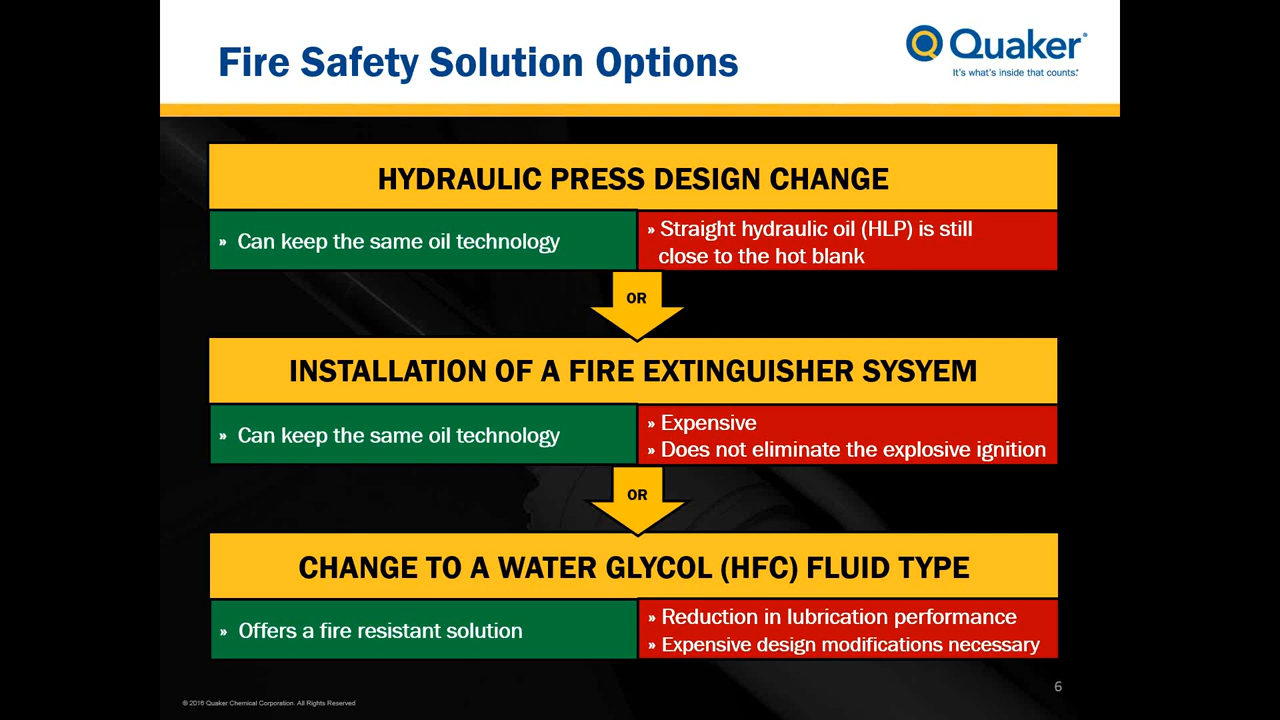 Fire Safety Solution Options
Quaker®
It's what's inside that counts.®
HYDRAULIC PRESS DESIGN CHANGE
» Can keep the same oil technology
» Straight hydraulic oil (HLP) is still
close to the hot blank
OR
INSTALLATION OF A FIRE EXTINGUISHER SYSYEM
» Can keep the same oil technology
» Expensive
» Does not eliminate the explosive ignition
OR
CHANGE TO A WATER GLYCOL (HFC) FLUID TYPE
» Offers a fire resistant solution
» Reduction in lubrication performance
» Expensive design modifications necessary
6
© 2016 Quaker Chemical Corporation. All Rights Reserved